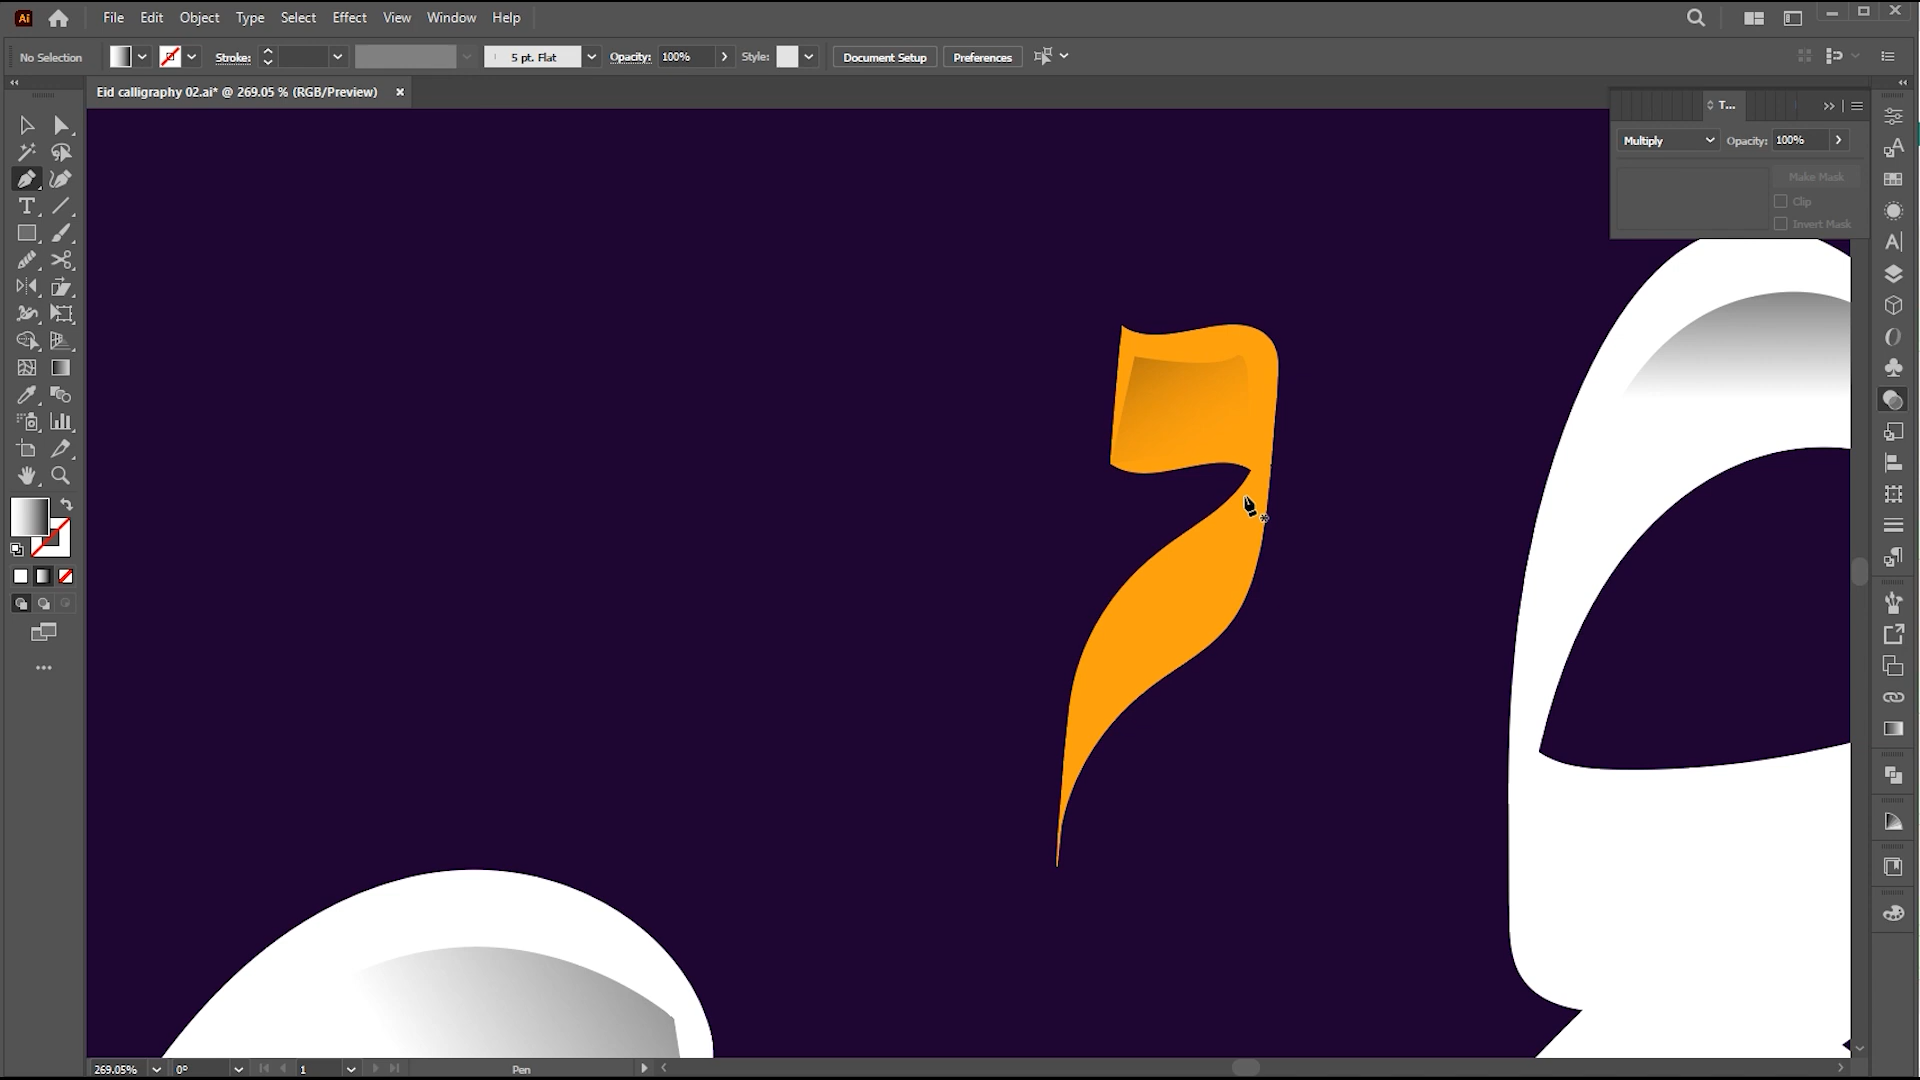 Ai File Edit Object Type Select Effect View Window Help
No Selection Stroke: 5 pt. Flat Opacity: 100% Style: Document Setup Preferences
Eid calligraphy 02.ai* @ 269.05 % (RGB/Preview) ×
T...
Multiply Opacity: 100%
Make Mask
Clip
Invert Mask
269.05% 0° 1 Pen